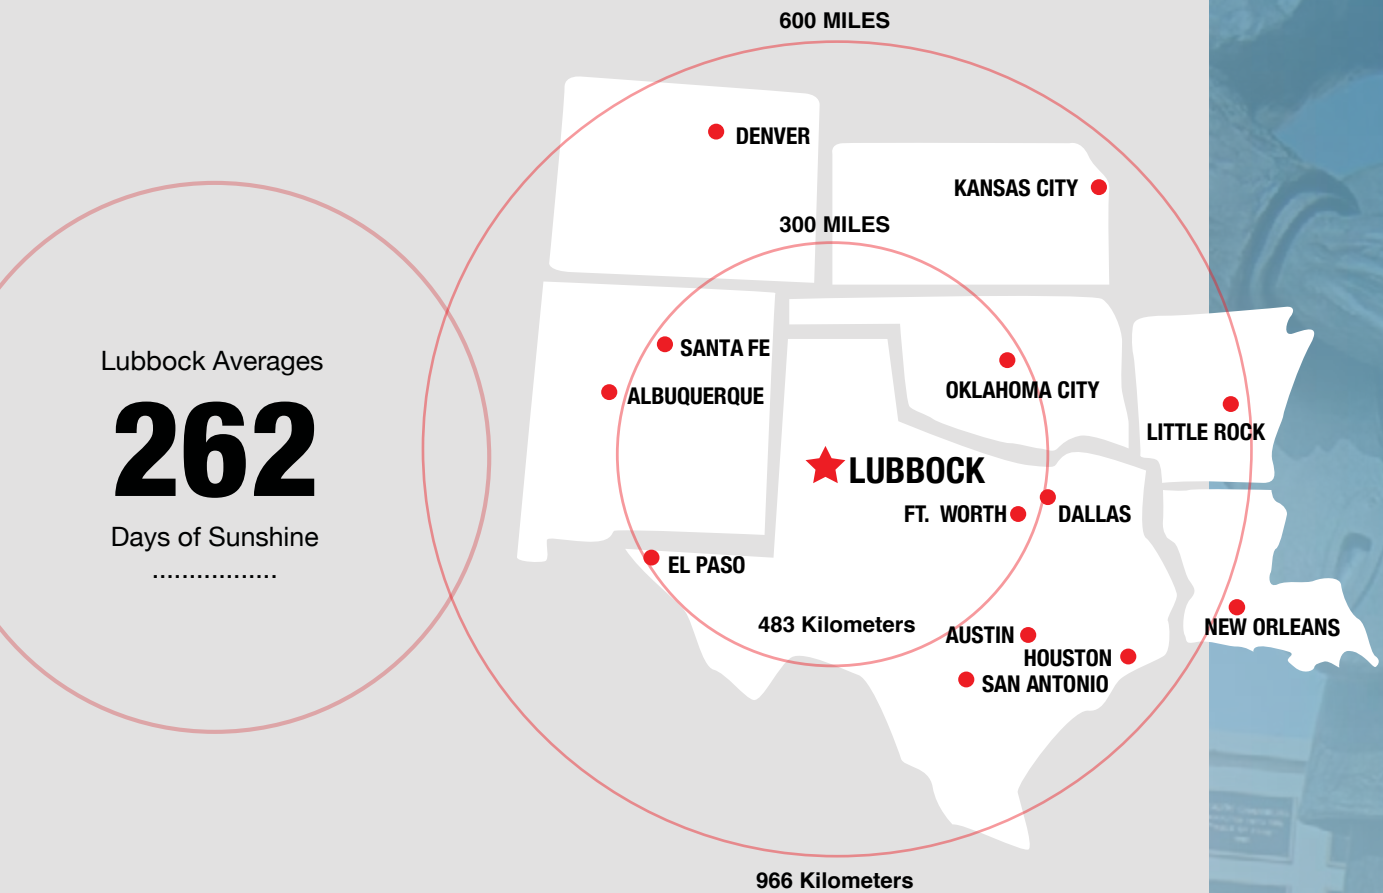 600 MILES
DENVER
KANSAS CITY
300 MILES
SANTA FE
ALBUQUERQUE
OKLAHOMA CITY
LITTLE ROCK
LUBBOCK
FT. WORTH
DALLAS
EL PASO
483 Kilometers
AUSTIN
HOUSTON
SAN ANTONIO
NEW ORLEANS
966 Kilometers
Lubbock Averages
262
Days of Sunshine
.................